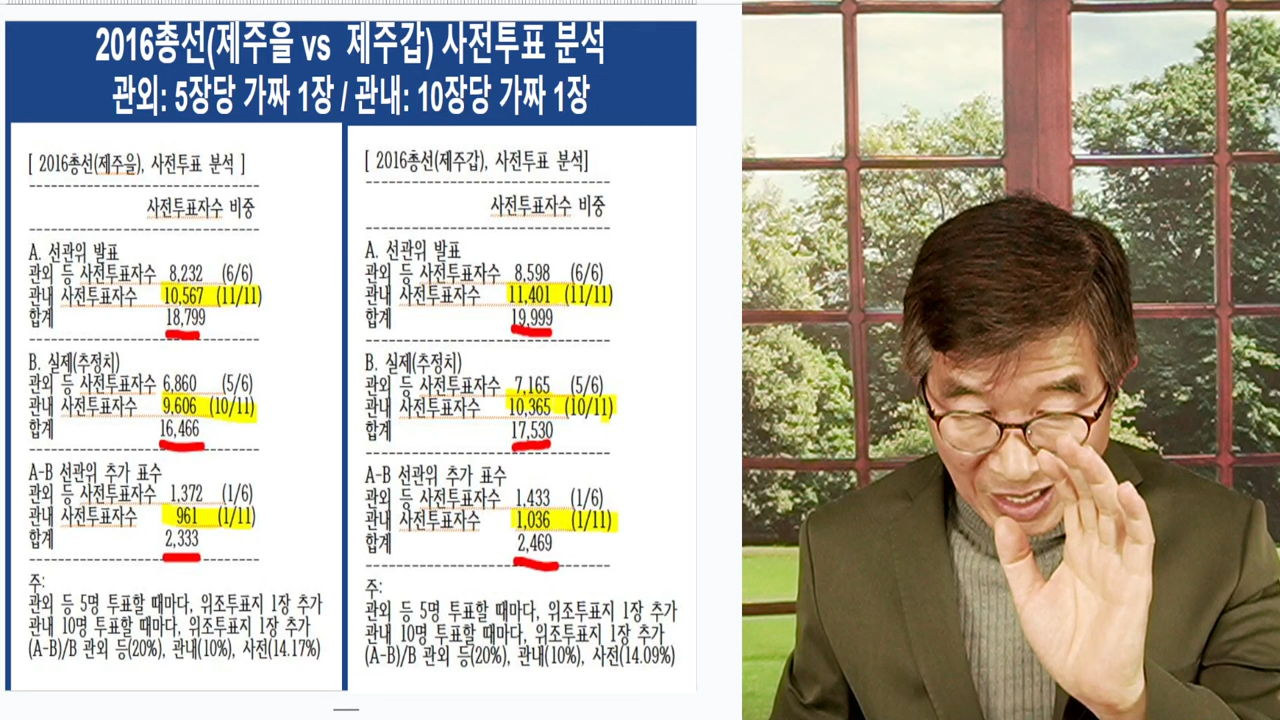 2016총선(제주을 vs 제주갑) 사전투표 분석
관외: 5장당 가짜 1장 / 관내: 10장당 가짜 1장
[ 2016총선(제주을), 사전투표 분석 ]
사전투표자수 비중
A. 선관위 발표
관외 등 사전투표자수 8,232 (6/6)
관내 사전투표자수 10,567 (11/11)
합계 18,799
B. 실제(추정치)
관외 등 사전투표자수 6,860 (5/6)
관내 사전투표자수 9,606 (10/11)
합계 16,466
A-B 선관위 추가 표수
관외 등 사전투표자수 1,372 (1/6)
관내 사전투표자수 961 (1/11)
합계 2,333
주:
관외 등 5명 투표할 때마다, 위조투표지 1장 추가
관내 10명 투표할 때마다, 위조투표지 1장 추가
(A-B)/B 관외 등(20%), 관내(10%), 사전(14.17%)
[ 2016총선(제주갑), 사전투표 분석]
사전투표자수 비중
A. 선관위 발표
관외 등 사전투표자수 8,598 (6/6)
관내 사전투표자수 11,401 (11/11)
합계 19,999
B. 실제(추정치)
관외 등 사전투표자수 7,165 (5/6)
관내 사전투표자수 10,365 (10/11)
합계 17,530
A-B 선관위 추가 표수
관외 등 사전투표자수 1,433 (1/6)
관내 사전투표자수 1,036 (1/11)
합계 2,469
주:
관외 등 5명 투표할 때마다, 위조투표지 1장 추가
관내 10명 투표할 때마다, 위조투표지 1장 추가
(A-B)/B 관외 등(20%), 관내(10%), 사전(14.09%)